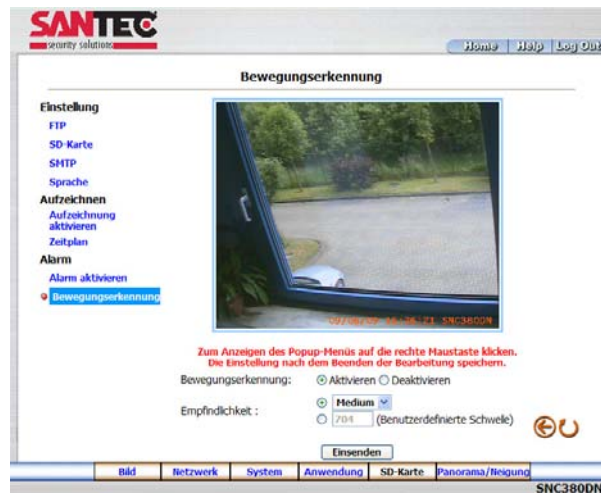 SANTEC
security solutions
Home Help Log Out
Bewegungserkennung
Einstellung
FTP
SD-Karte
SMTP
Sprache
Aufzeichnen
Aufzeichnung aktivieren
Zeitplan
Alarm
Alarm aktivieren
Bewegungserkennung
SNC380DN
Zum Anzeigen des Popup-Menüs auf die rechte Maustaste klicken.
Die Einstellung nach dem Beenden der Bearbeitung speichern.
Bewegungserkennung: Aktivieren Deaktivieren
Empfindlichkeit : Medium
704 (Benutzerdefinierte Schwelle)
Einsenden
Bild Netzwerk System Anwendung SD-Karte Panorama/Neigung
SNC380DN